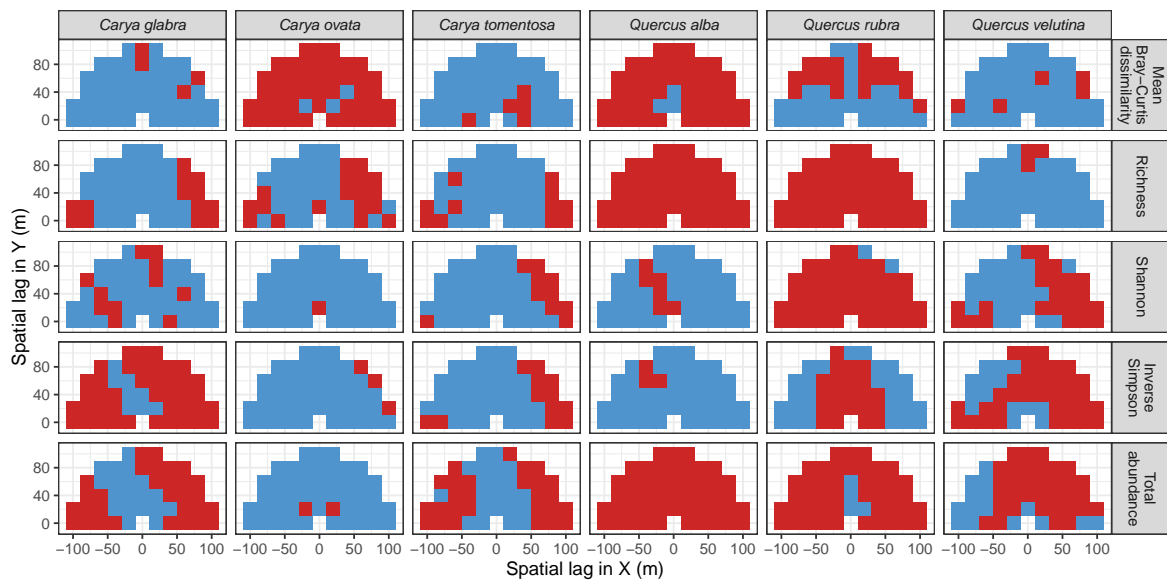 Carya glabra Carya ovata Carya tomentosa Quercus alba Quercus rubra Quercus velutina
Mean
Bray−Curtis
dissimilarity
80
40
0
Richness
80
40
0
Shannon
80
40
0
Inverse
Simpson
80
40
0
Total
abundance
80
40
0
Spatial lag in Y (m)
−100 −50 0 50 100 −100 −50 0 50 100 −100 −50 0 50 100 −100 −50 0 50 100 −100 −50 0 50 100 −100 −50 0 50 100
Spatial lag in X (m)